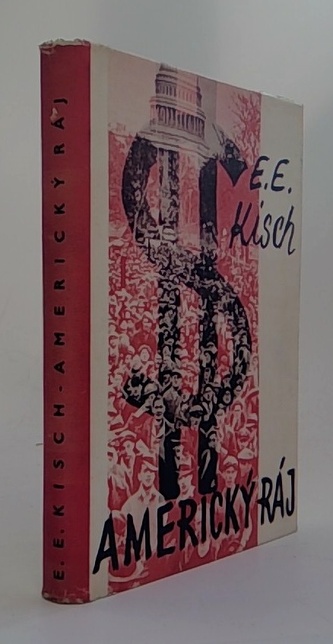 E. E. KISCH - AMERICKÝ RÁJ
E.E.
Kisch
AMERICKÝ RÁJ